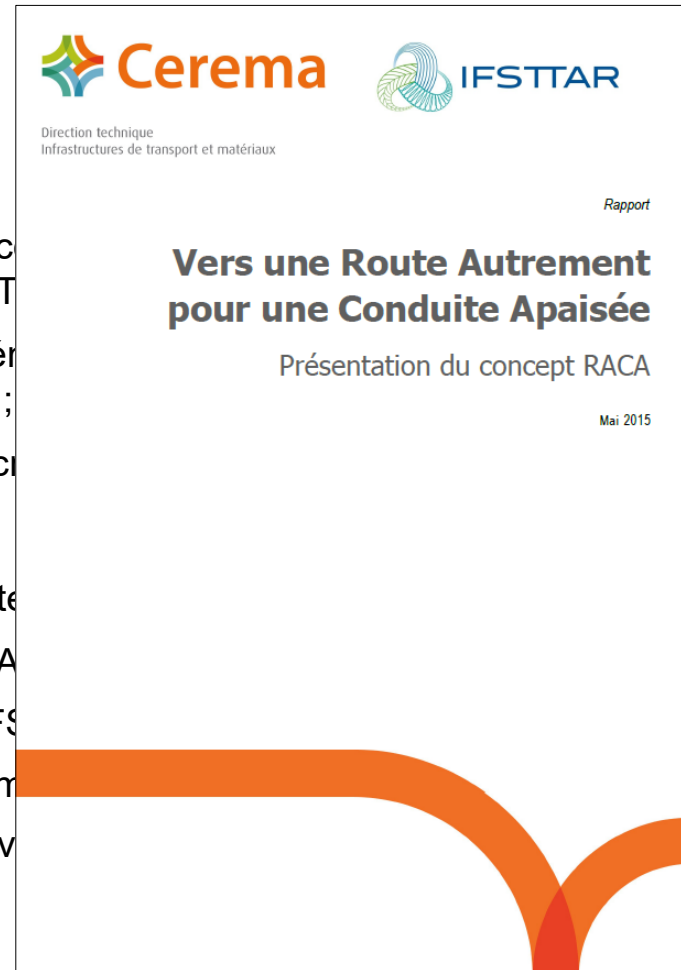 Cerema
IFSTTAR
Direction technique
Infrastructures de transport et matériaux
Rapport
Vers une Route Autrement
pour une Conduite Apaisée
Présentation du concept RACA
Mai 2015
;